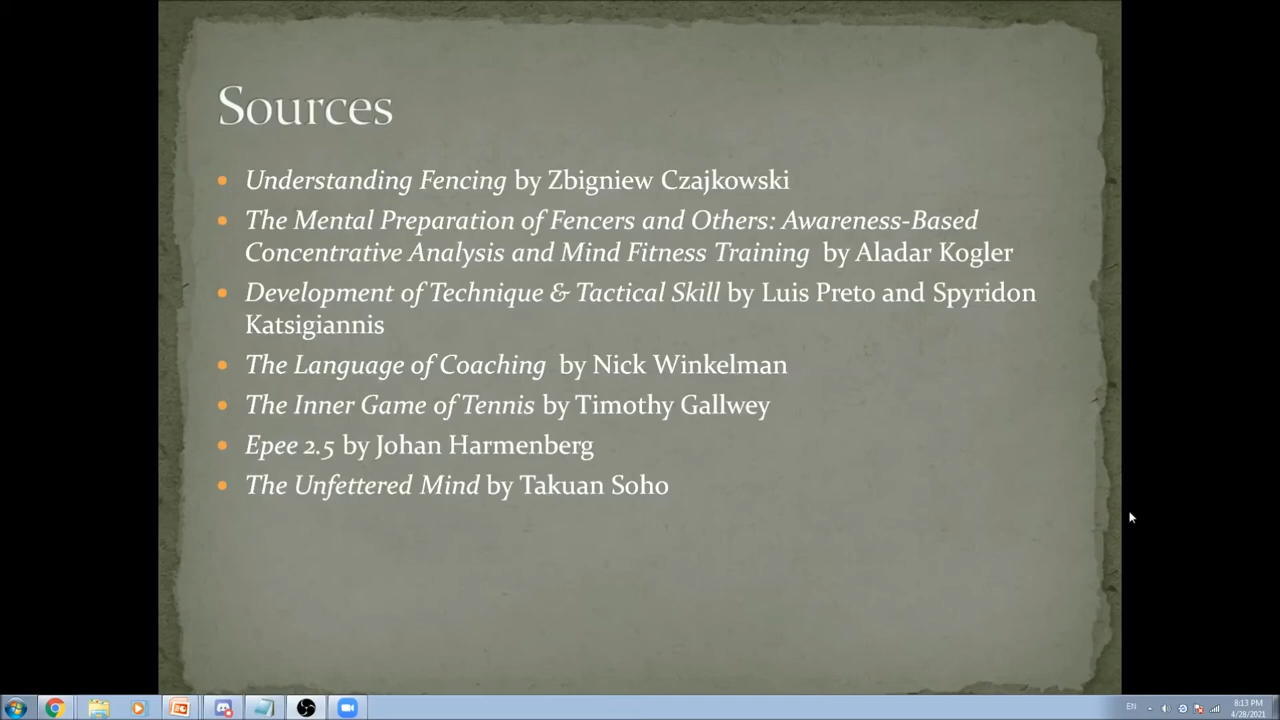 Sources
Understanding Fencing by Zbigniew Czajkowski
The Mental Preparation of Fencers and Others: Awareness-Based
Concentrative Analysis and Mind Fitness Training by Aladar Kogler
Development of Technique & Tactical Skill by Luis Preto and Spyridon
Katsigiannis
The Language of Coaching by Nick Winkelman
The Inner Game of Tennis by Timothy Gallwey
Epee 2.5 by Johan Harmenberg
The Unfettered Mind by Takuan Soho
EN
8:13 PM
4/28/2021